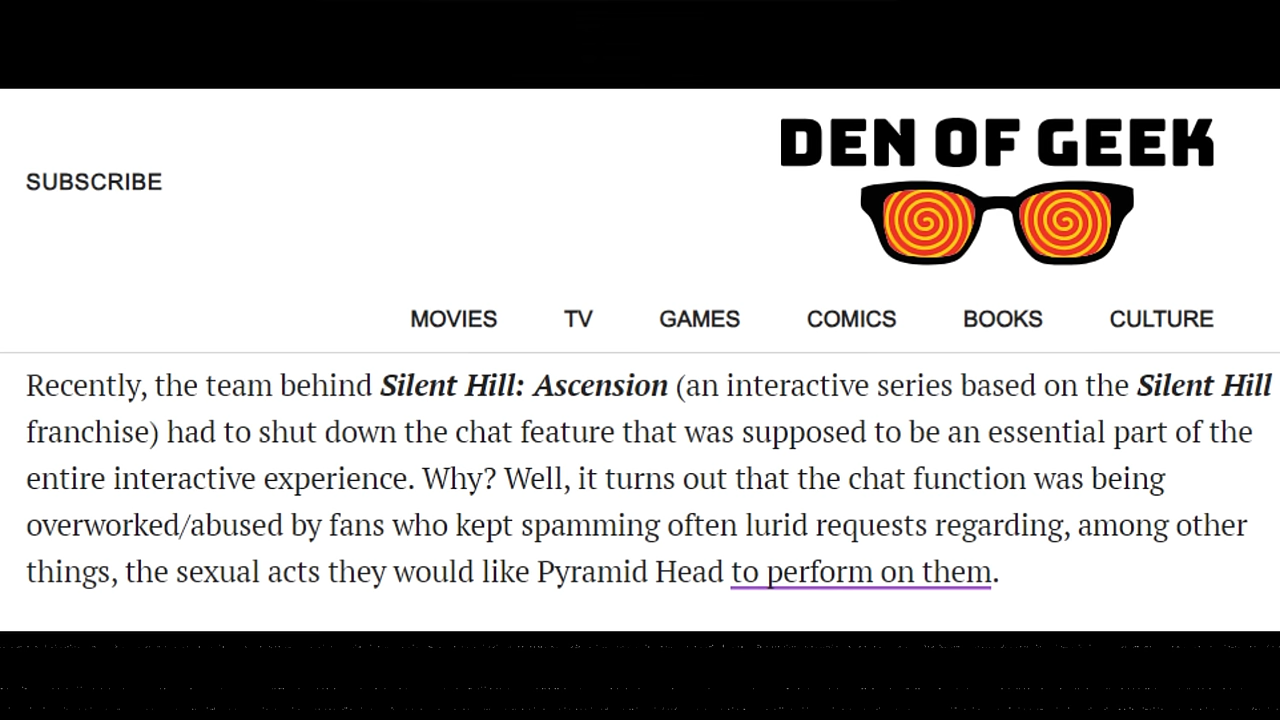 DEN OF GEEK
SUBSCRIBE
MOVIES TV GAMES COMICS BOOKS CULTURE
Recently, the team behind Silent Hill: Ascension (an interactive series based on the Silent Hill
franchise) had to shut down the chat feature that was supposed to be an essential part of the
entire interactive experience. Why? Well, it turns out that the chat function was being
overworked/abused by fans who kept spamming often lurid requests regarding, among other
things, the sexual acts they would like Pyramid Head to perform on them.